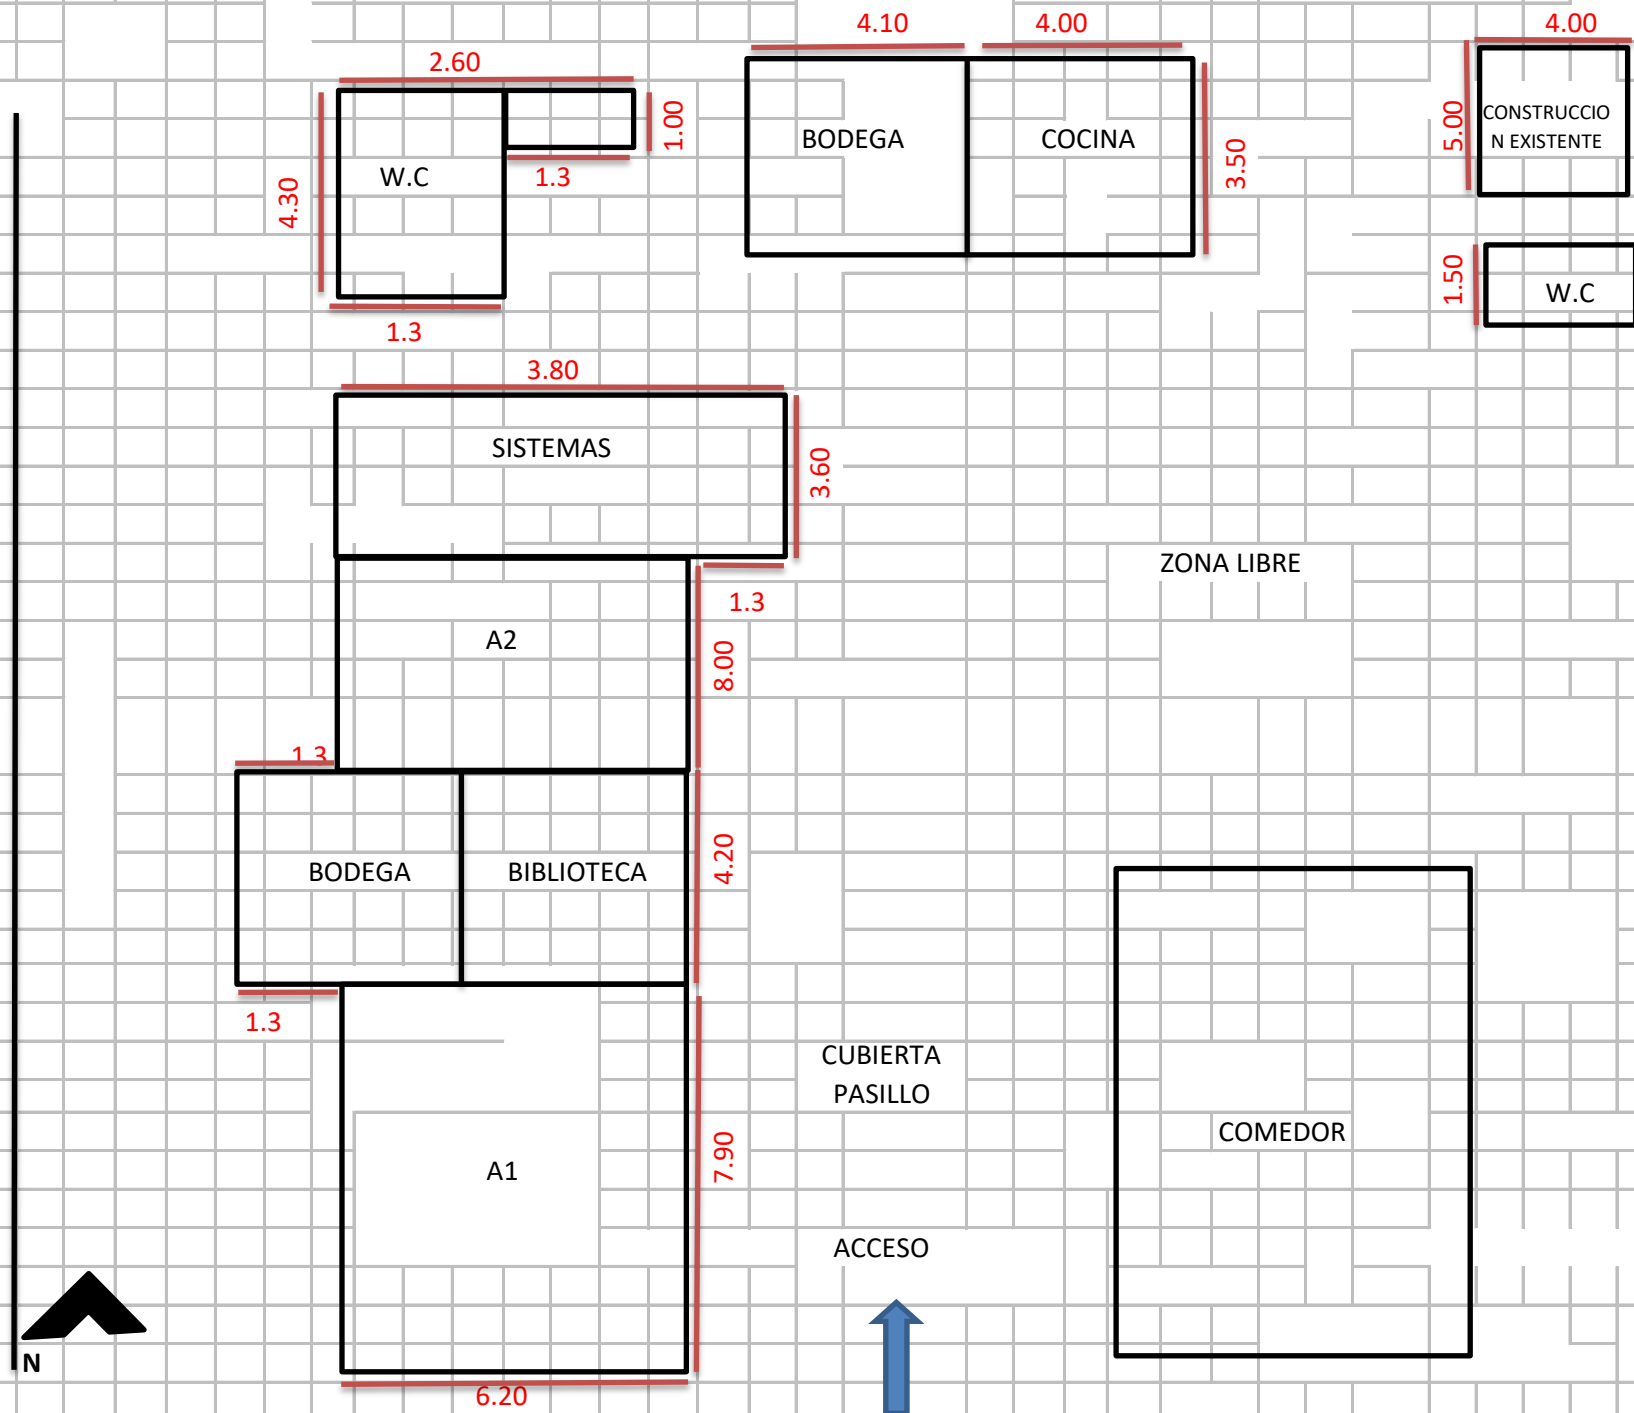 4.10
4.00
4.00
2.60
1.00
5.00
CONSTRUCCIO
N EXISTENTE
BODEGA
COCINA
3.50
W.C
1.3
4.30
1.50
W.C
1.3
3.80
SISTEMAS
3.60
ZONA LIBRE
1.3
A2
8.00
1.3
4.20
BODEGA
BIBLIOTECA
1.3
CUBIERTA
PASILLO
COMEDOR
7.90
A1
ACCESO
N
6.20